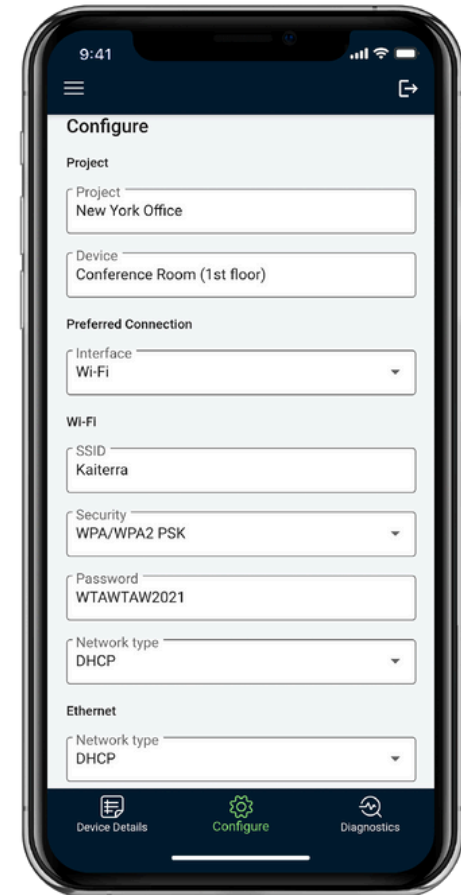 9:41
Configure
Project
Project
New York Office
Device
Conference Room (1st floor)
Preferred Connection
Interface
Wi-Fi
Wi-Fi
SSID
Kaiterra
Security
WPA/WPA2 PSK
Password
WTAWTAW2021
Network type
DHCP
Ethernet
Network type
DHCP
Device Details
Configure
Diagnostics